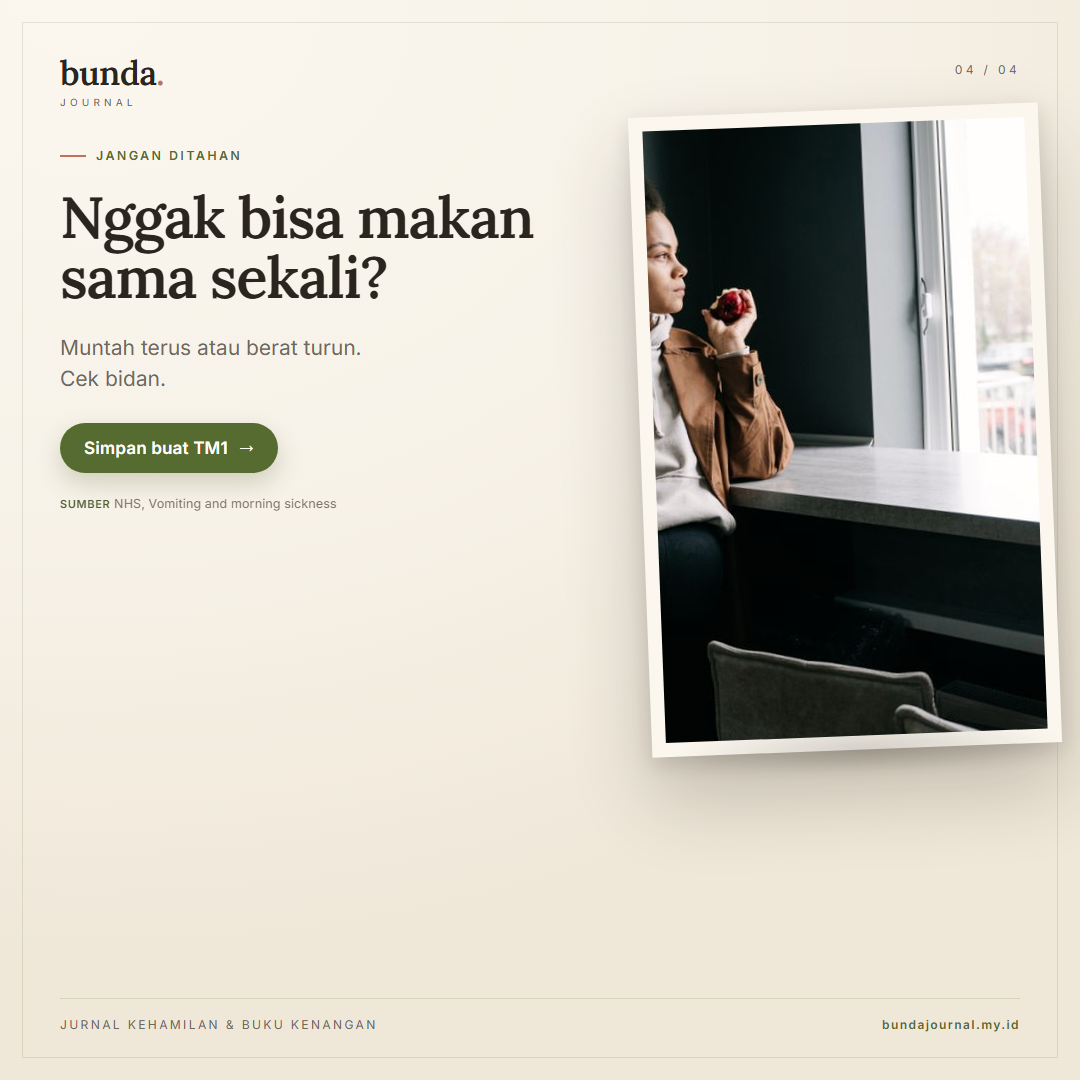 bunda.
JOURNAL
04 / 04
JANGAN DITAHAN
Nggak bisa makan
sama sekali?
Muntah terus atau berat turun.
Cek bidan.
Simpan buat TM1 →
SUMBER NHS, Vomiting and morning sickness
JURNAL KEHAMILAN & BUKU KENANGAN
bundajournal.my.id